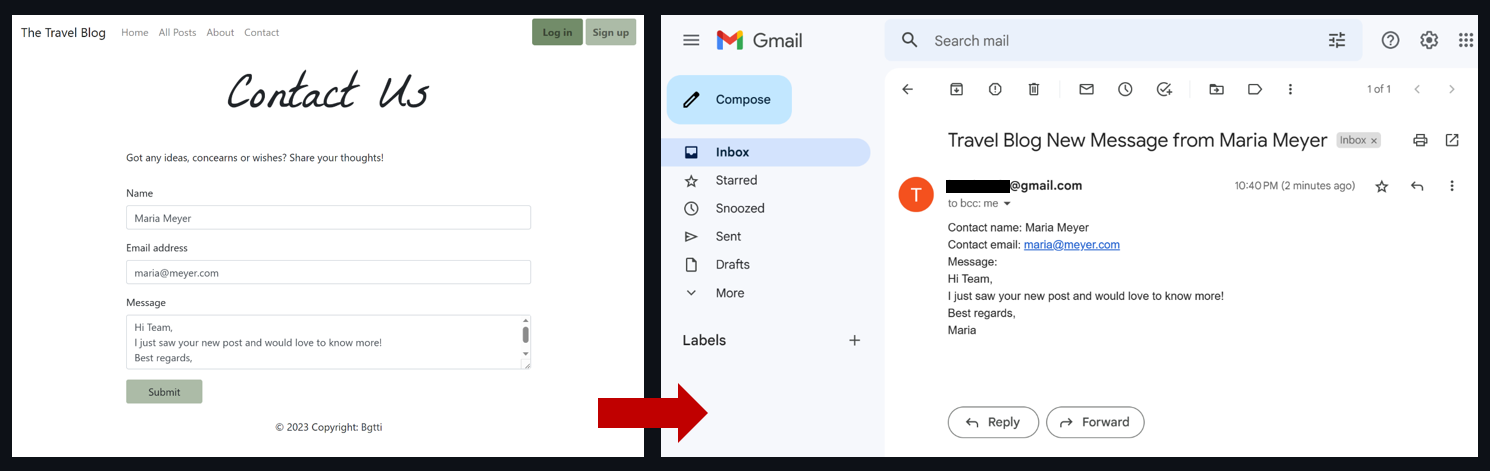 The Travel Blog Home All Posts About Contact Log in Sign up
Contact Us
Got any ideas, concearns or wishes? Share your thoughts!
Name
Maria Meyer
Email address
maria@meyer.com
Message
Hi Team,
I just saw your new post and would love to know more!
Best regards,
Submit
© 2023 Copyright: Bgtti
Gmail
Search mail
Compose
Inbox
Starred
Snoozed
Sent
Drafts
More
Labels
1 of 1
Travel Blog New Message from Maria Meyer Inbox x
T
@gmail.com 10:40 PM (2 minutes ago)
to bcc: me
Contact name: Maria Meyer
Contact email: maria@meyer.com
Message:
Hi Team,
I just saw your new post and would love to know more!
Best regards,
Maria
Reply Forward